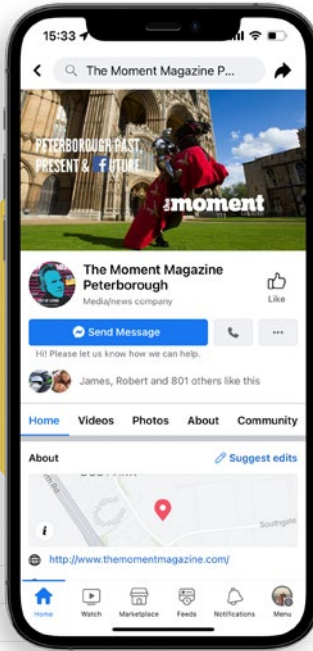 15:33
The Moment Magazine P...
PETERBOROUGH PAST,
PRESENT & FUTURE
moment
The Moment Magazine
Peterborough
Media/news company
Like
Send Message
Hi! Please let us know how we can help.
James, Robert and 801 others like this
Home Videos Photos About Community
About
Suggest edits
Southgate
http://www.themomentmagazine.com/
Home Watch Marketplace Feeds Notifications Menu